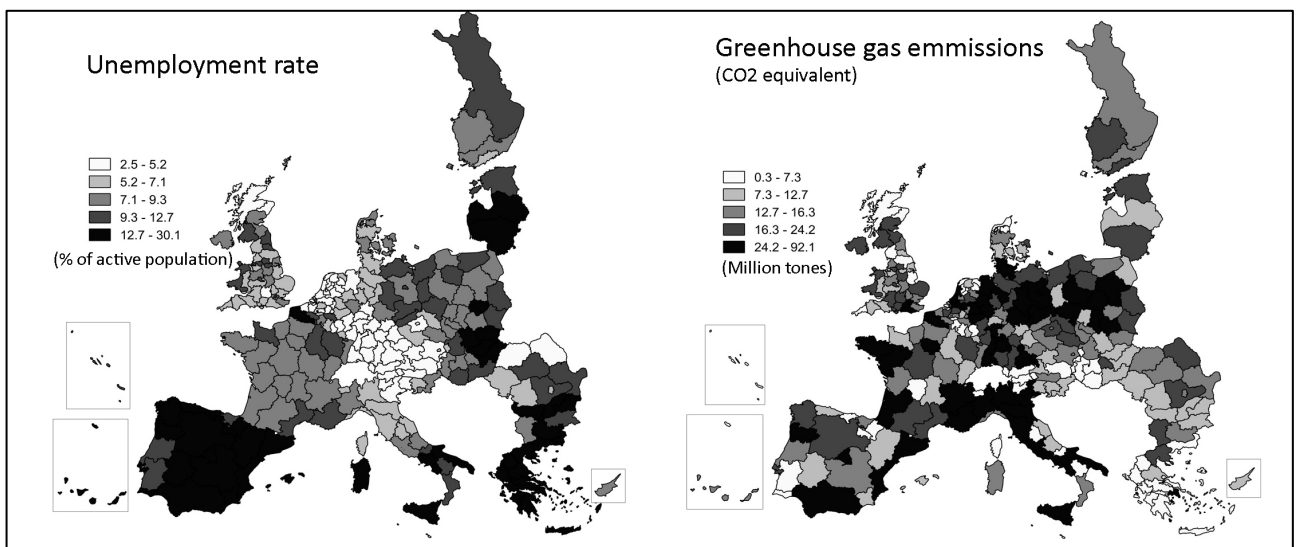 Unemployment rate
2.5 - 5.2
5.2 - 7.1
7.1 - 9.3
9.3 - 12.7
12.7 - 30.1
(% of active population)
Greenhouse gas emmissions
(CO2 equivalent)
0.3 - 7.3
7.3 - 12.7
12.7 - 16.3
16.3 - 24.2
24.2 - 92.1
(Million tones)